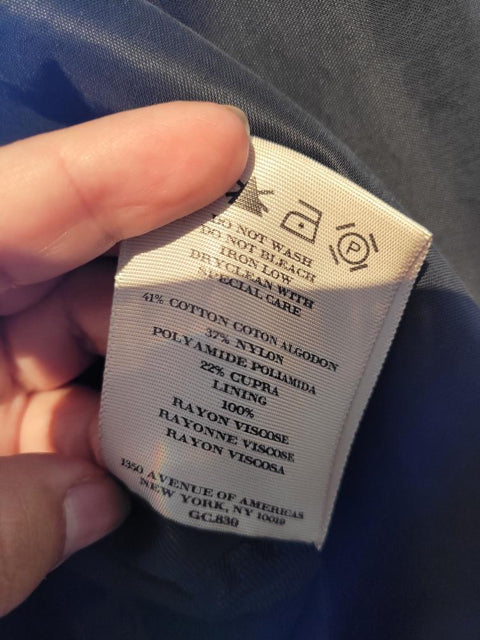 P
DO NOT WASH
DO NOT BLEACH
IRON LOW
DRYCLEAN WITH
SPECIAL CARE
41% COTTON COTON ALGODON
37% NYLON
POLYAMIDE POLIAMIDA
22% CUPRA
LINING
100%
RAYON VISCOSE
RAYONNE VISCOSE
RAYON VISCOSA
1350 AVENUE OF AMERICAS
NEW YORK, NY 10019
GC.830